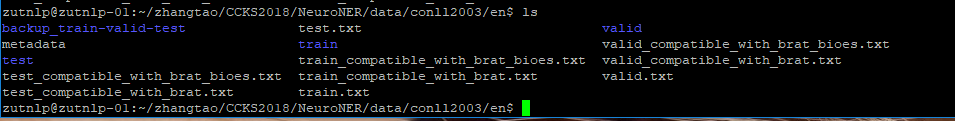 zutnlp@zutnlp-01:~/zhangtao/CCKS2018/NeuroNER/data/conll2003/en$ ls
backup_train-valid-test test.txt valid
metadata train valid_compatible_with_brat_bioes.txt
test train_compatible_with_brat_bioes.txt valid_compatible_with_brat.txt
test_compatible_with_brat_bioes.txt train_compatible_with_brat.txt valid.txt
test_compatible_with_brat.txt train.txt
zutnlp@zutnlp-01:~/zhangtao/CCKS2018/NeuroNER/data/conll2003/en$